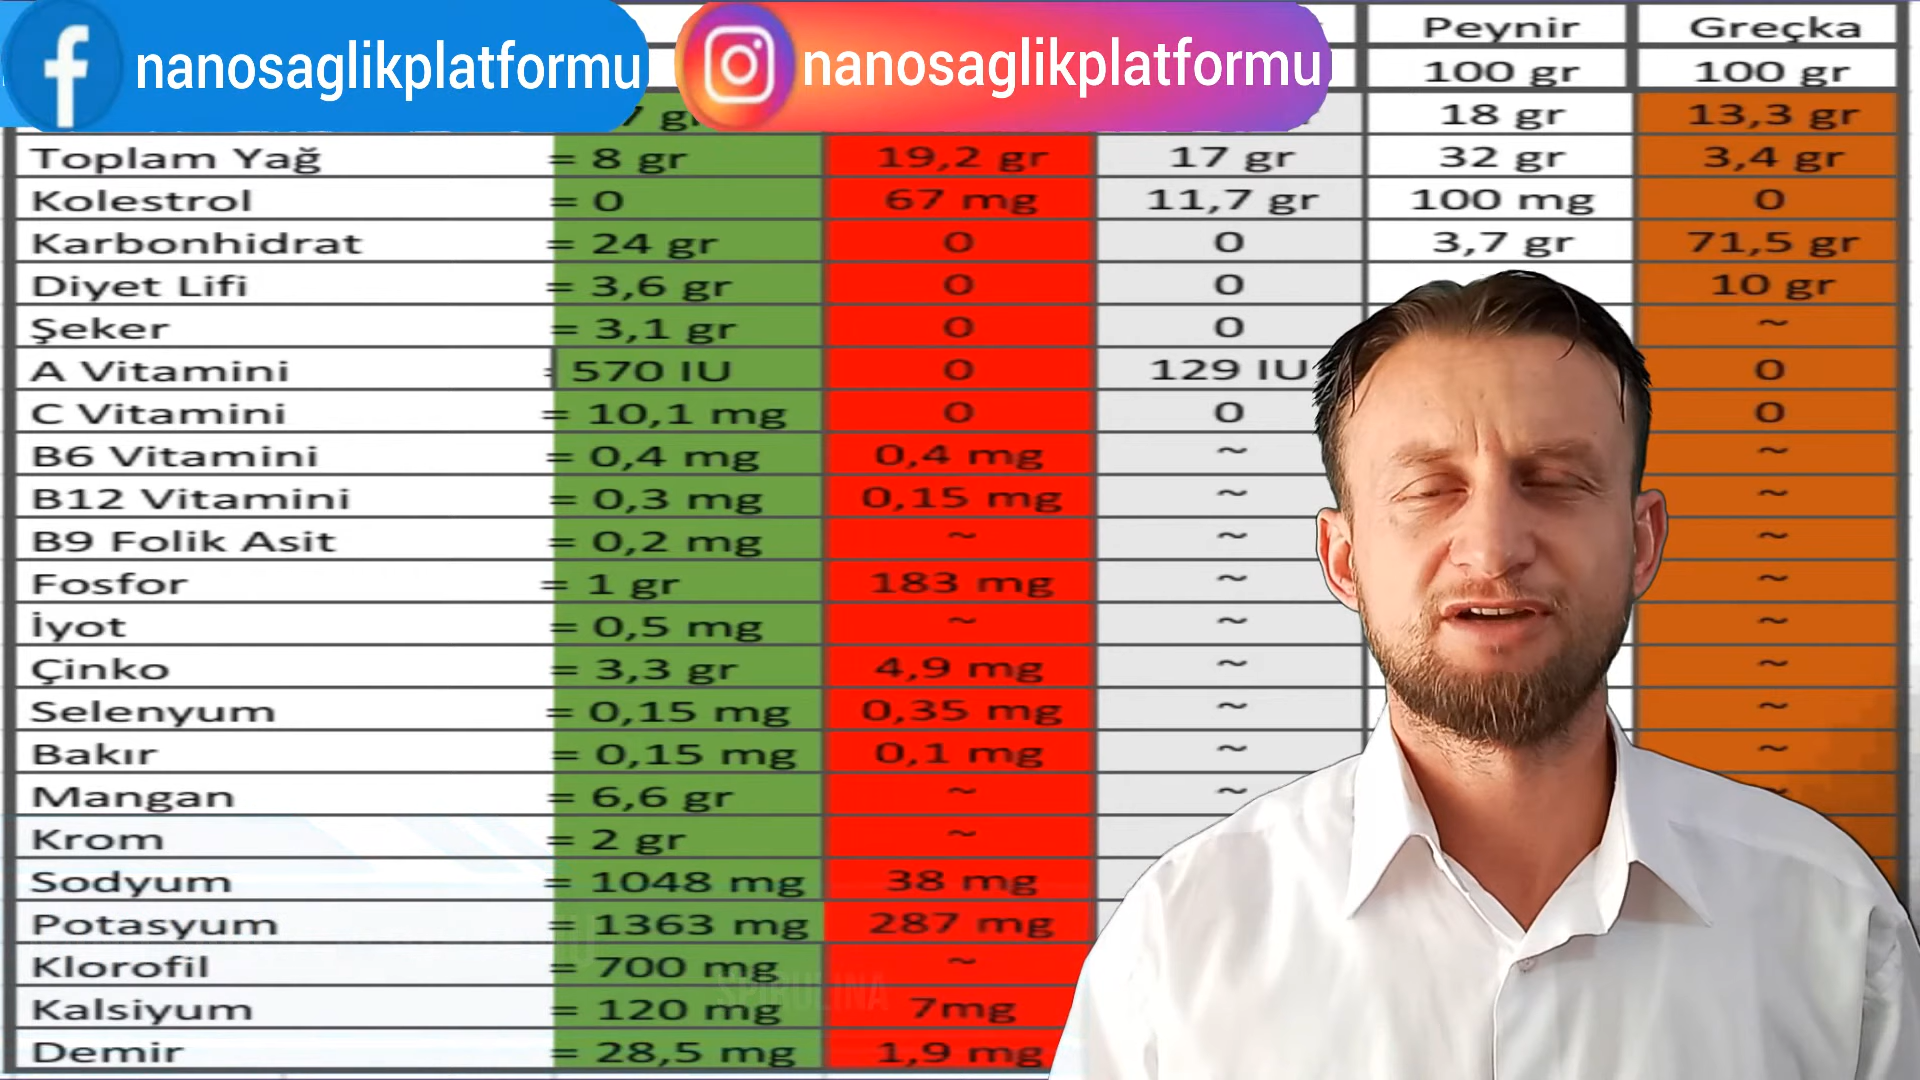 nanosaglikplatformu nanosaglikplatformu Peynir Greçka
100 gr 100 gr
7 gr 18 gr 13,3 gr
Toplam Yağ = 8 gr 19,2 gr 17 gr 32 gr 3,4 gr
Kolestrol = 0 67 mg 11,7 gr 100 mg 0
Karbonhidrat = 24 gr 0 0 3,7 gr 71,5 gr
Diyet Lifi = 3,6 gr 0 0 10 gr
Şeker = 3,1 gr 0 0 ~
A Vitamini 570 IU 0 129 IU 0
C Vitamini = 10,1 mg 0 0 0
B6 Vitamini = 0,4 mg 0,4 mg ~ ~
B12 Vitamini = 0,3 mg 0,15 mg ~ ~
B9 Folik Asit = 0,2 mg ~ ~ ~
Fosfor = 1 gr 183 mg ~ ~
İyot = 0,5 mg ~ ~ ~
Çinko = 3,3 gr 4,9 mg ~ ~
Selenyum = 0,15 mg 0,35 mg ~ ~
Bakır = 0,15 mg 0,1 mg ~ ~
Mangan = 6,6 gr ~ ~ ~
Krom = 2 gr ~
Sodyum = 1048 mg 38 mg
Potasyum = 1363 mg 287 mg
Klorofil = 700 mg ~
SPIRULINA
Kalsiyum = 120 mg 7mg
Demir = 28,5 mg 1,9 mg